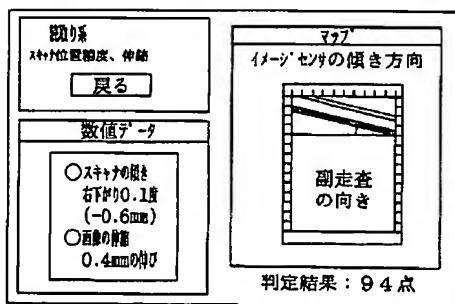 読取り系
スキャナ位置精度、伸縮
戻る
数値データ
○スキャナの傾き
右下がり0.1度
(-0.6mm)
○画像の伸縮
0.4mmの伸び
マップ
イメージセンサの傾き方向
副走査
の向き
判定結果：94点